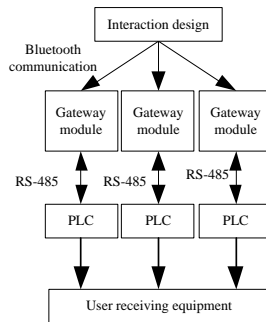 Interaction design
Bluetooth
communication
Gateway
module
Gateway
module
Gateway
module
RS-485
RS-485
RS-485
PLC
PLC
PLC
User receiving equipment